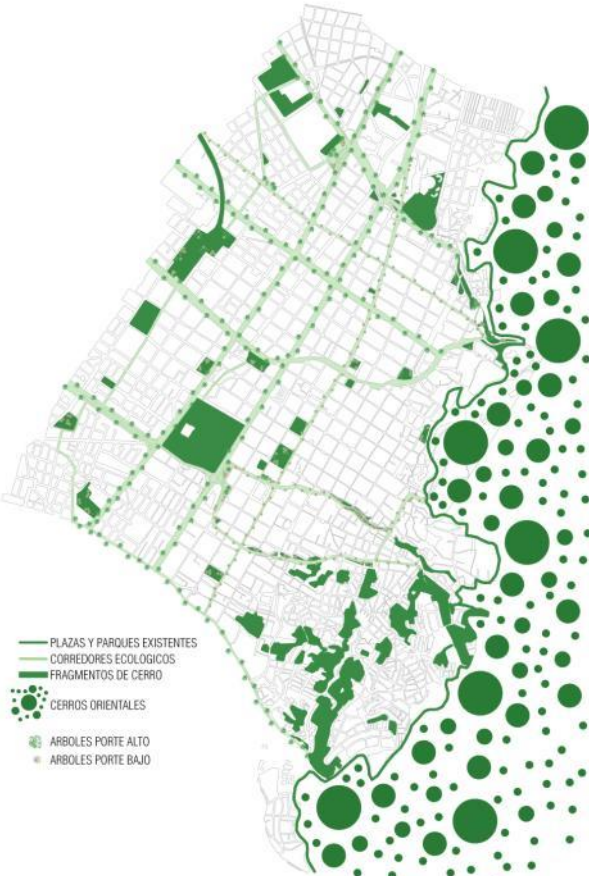 PLAZAS Y PARQUES EXISTENTES
CORREDORES ECOLOGICOS
FRAGMENTOS DE CERRO
CERROS ORIENTALES
ARBOLES PORTE ALTO
ARBOLES PORTE BAJO